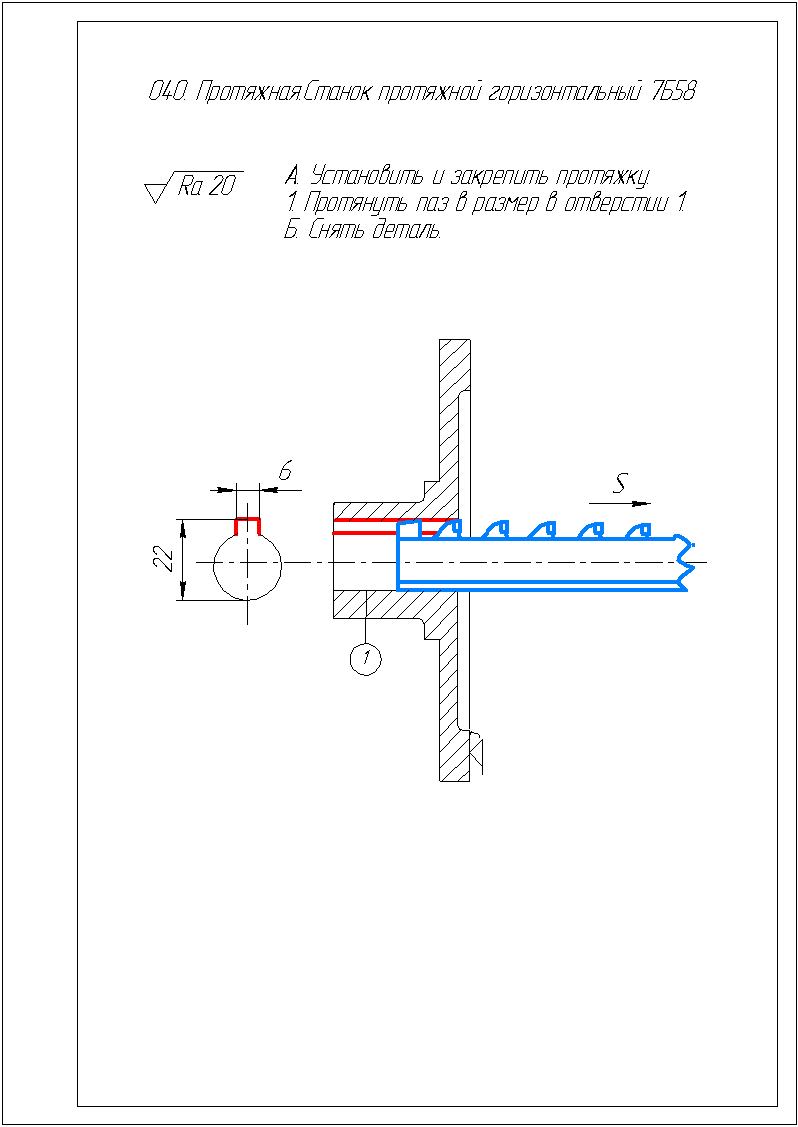 040. Протяжная.Станок протяжной горизонтальный 7Б58
Ra 20
А. Установить и закрепить протяжку.
1. Протянуть паз в размер в отверстии 1.
Б. Снять деталь.
6
S
22
1